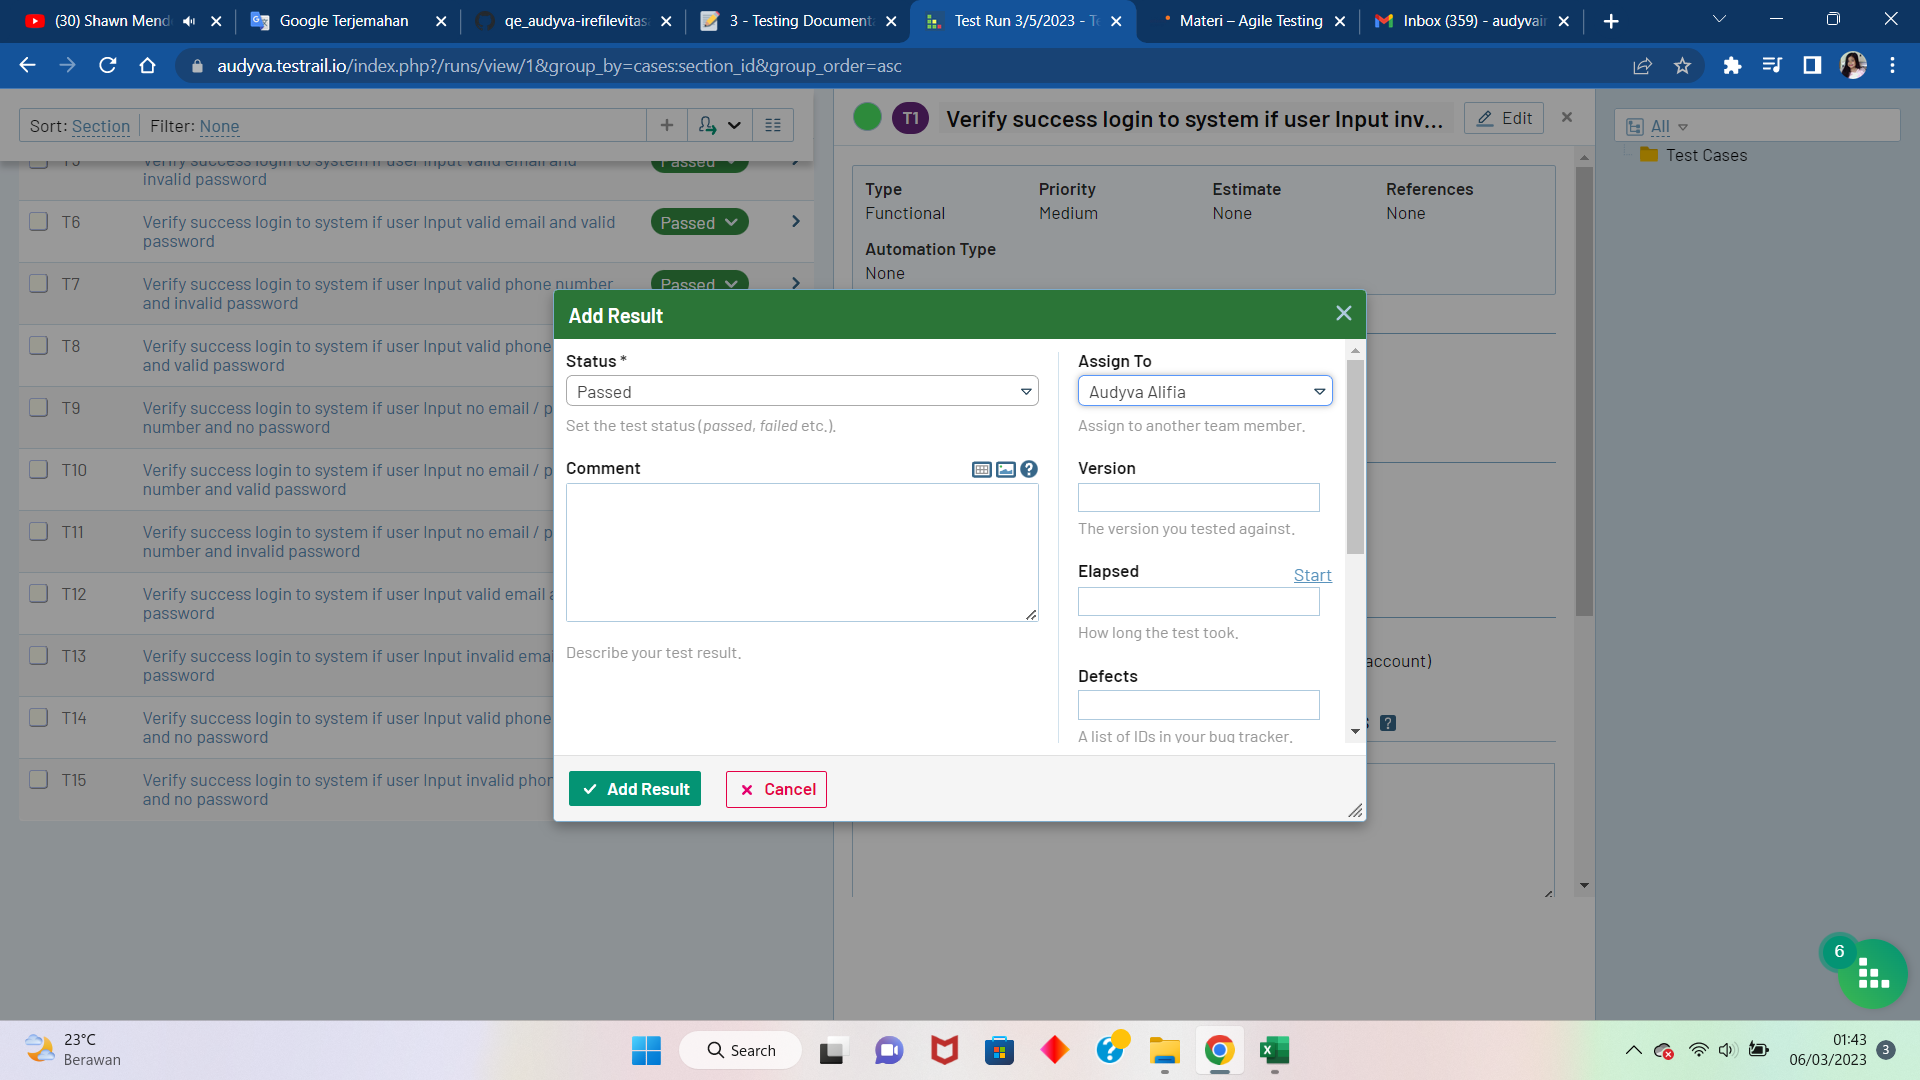 (30) Shawn Mend
Google Terjemahan
qe_audyva-irefilevitasa
3 - Testing Documenta
Test Run 3/5/2023 - Te
Materi – Agile Testing
Inbox (359) - audyvair
audyva.testrail.io/index.php?/runs/view/1&group_by=cases:section_id&group_order=asc
Sort: Section
Filter: None
T5 Verify success login to system if user Input valid email and Passed
invalid password
T6 Verify success login to system if user Input valid email and valid Passed
password
T7 Verify success login to system if user Input valid phone number Passed
and invalid password
T8 Verify success login to system if user Input valid phone
and valid password
T9 Verify success login to system if user Input no email / p
number and no password
T10 Verify success login to system if user Input no email / p
number and valid password
T11 Verify success login to system if user Input no email / p
number and invalid password
T12 Verify success login to system if user Input valid email a
password
T13 Verify success login to system if user Input invalid emai
password
T14 Verify success login to system if user Input valid phone
and no password
T15 Verify success login to system if user Input invalid phor
and no password
T1 Verify success login to system if user Input inv... Edit
Type
Functional
Priority
Medium
Estimate
None
References
None
Automation Type
None
account)
All
Test Cases
Add Result
Status *
Passed
Set the test status (passed, failed etc.).
Comment
Describe your test result.
Assign To
Audyva Alifia
Assign to another team member.
Version
The version you tested against.
Elapsed Start
How long the test took.
Defects
A list of IDs in your bug tracker.
Add Result
Cancel
6
23°C
Berawan
Search
01:43
06/03/2023
3